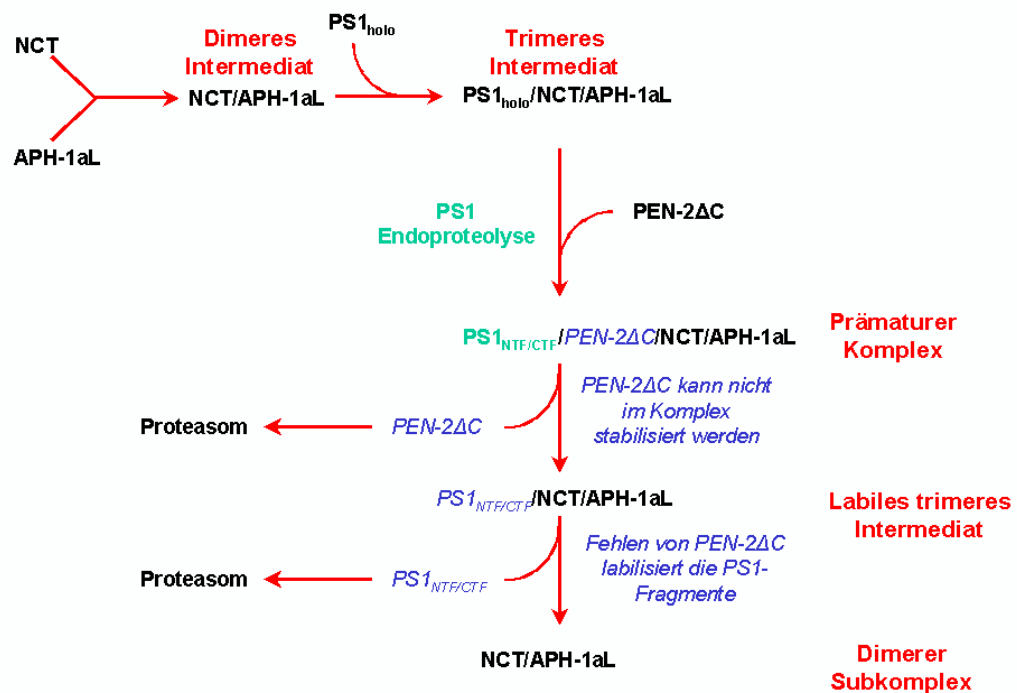 PS1holo
NCT
Dimeres
Intermediat
Trimeres
Intermediat
NCT/APH-1aL
PS1holo/NCT/APH-1aL
APH-1aL
PS1
Endoproteolyse
PEN-2ΔC
PS1NTF/CTF/PEN-2ΔC/NCT/APH-1aL
Prämaturer
Komplex
PEN-2ΔC kann nicht
im Komplex
stabilisiert werden
Proteasom
PEN-2ΔC
PS1NTF/CTF/NCT/APH-1aL
Labiles trimeres
Intermediat
Fehlen von PEN-2ΔC
labilisiert die PS1-
Fragmente
Proteasom
PS1NTF/CTF
NCT/APH-1aL
Dimerer
Subkomplex